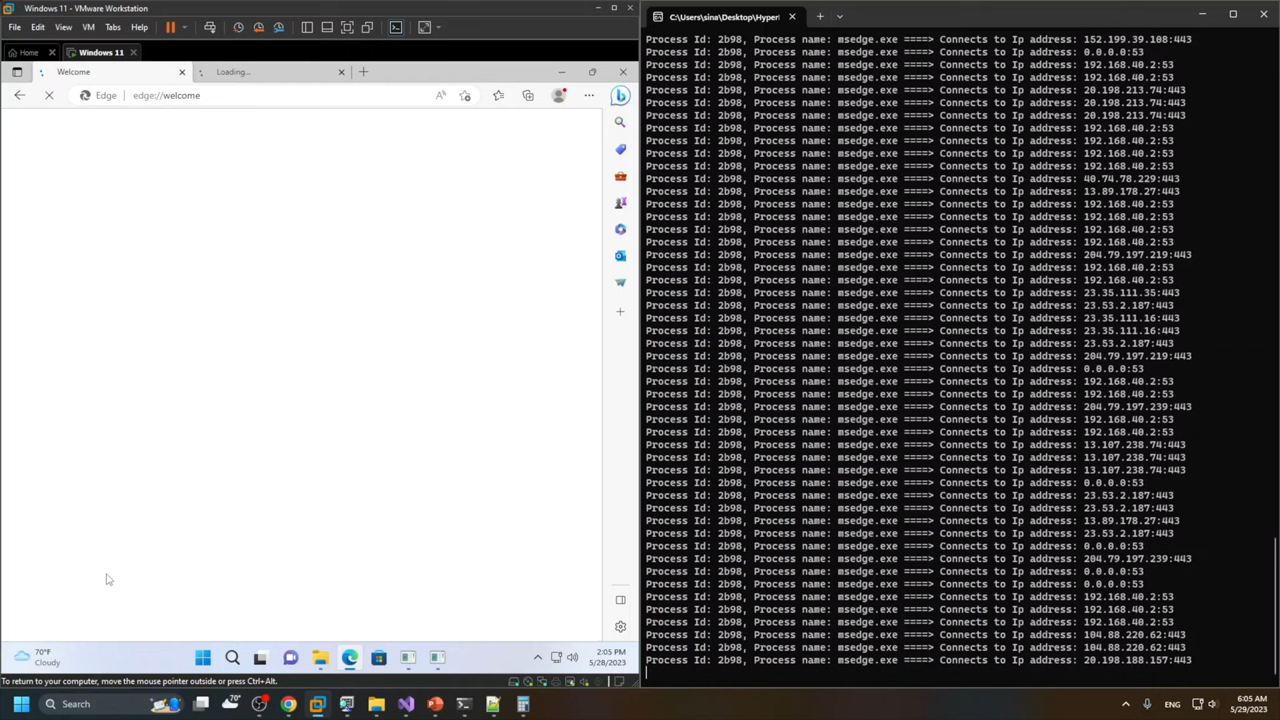 Windows 11 - VMware Workstation
File Edit View VM Tabs Help
Home Windows 11
Welcome Loading...
Edge edge://welcome
70°F
Cloudy
2:05 PM
5/28/2023
To return to your computer, move the mouse pointer outside or press Ctrl+Alt.
C:\Users\sina\Desktop\Hyper
Process Id: 2b98, Process name: msedge.exe ====> Connects to Ip address: 152.199.39.108:443
Process Id: 2b98, Process name: msedge.exe ====> Connects to Ip address: 0.0.0.0:53
Process Id: 2b98, Process name: msedge.exe ====> Connects to Ip address: 192.168.40.2:53
Process Id: 2b98, Process name: msedge.exe ====> Connects to Ip address: 192.168.40.2:53
Process Id: 2b98, Process name: msedge.exe ====> Connects to Ip address: 20.198.213.74:443
Process Id: 2b98, Process name: msedge.exe ====> Connects to Ip address: 20.198.213.74:443
Process Id: 2b98, Process name: msedge.exe ====> Connects to Ip address: 20.198.213.74:443
Process Id: 2b98, Process name: msedge.exe ====> Connects to Ip address: 192.168.40.2:53
Process Id: 2b98, Process name: msedge.exe ====> Connects to Ip address: 192.168.40.2:53
Process Id: 2b98, Process name: msedge.exe ====> Connects to Ip address: 192.168.40.2:53
Process Id: 2b98, Process name: msedge.exe ====> Connects to Ip address: 192.168.40.2:53
Process Id: 2b98, Process name: msedge.exe ====> Connects to Ip address: 40.74.78.229:443
Process Id: 2b98, Process name: msedge.exe ====> Connects to Ip address: 13.89.178.27:443
Process Id: 2b98, Process name: msedge.exe ====> Connects to Ip address: 192.168.40.2:53
Process Id: 2b98, Process name: msedge.exe ====> Connects to Ip address: 192.168.40.2:53
Process Id: 2b98, Process name: msedge.exe ====> Connects to Ip address: 192.168.40.2:53
Process Id: 2b98, Process name: msedge.exe ====> Connects to Ip address: 192.168.40.2:53
Process Id: 2b98, Process name: msedge.exe ====> Connects to Ip address: 204.79.197.219:443
Process Id: 2b98, Process name: msedge.exe ====> Connects to Ip address: 192.168.40.2:53
Process Id: 2b98, Process name: msedge.exe ====> Connects to Ip address: 192.168.40.2:53
Process Id: 2b98, Process name: msedge.exe ====> Connects to Ip address: 23.35.111.35:443
Process Id: 2b98, Process name: msedge.exe ====> Connects to Ip address: 23.53.2.187:443
Process Id: 2b98, Process name: msedge.exe ====> Connects to Ip address: 23.35.111.16:443
Process Id: 2b98, Process name: msedge.exe ====> Connects to Ip address: 23.35.111.16:443
Process Id: 2b98, Process name: msedge.exe ====> Connects to Ip address: 23.53.2.187:443
Process Id: 2b98, Process name: msedge.exe ====> Connects to Ip address: 204.79.197.219:443
Process Id: 2b98, Process name: msedge.exe ====> Connects to Ip address: 0.0.0.0:53
Process Id: 2b98, Process name: msedge.exe ====> Connects to Ip address: 192.168.40.2:53
Process Id: 2b98, Process name: msedge.exe ====> Connects to Ip address: 192.168.40.2:53
Process Id: 2b98, Process name: msedge.exe ====> Connects to Ip address: 204.79.197.239:443
Process Id: 2b98, Process name: msedge.exe ====> Connects to Ip address: 192.168.40.2:53
Process Id: 2b98, Process name: msedge.exe ====> Connects to Ip address: 192.168.40.2:53
Process Id: 2b98, Process name: msedge.exe ====> Connects to Ip address: 13.107.238.74:443
Process Id: 2b98, Process name: msedge.exe ====> Connects to Ip address: 13.107.238.74:443
Process Id: 2b98, Process name: msedge.exe ====> Connects to Ip address: 13.107.238.74:443
Process Id: 2b98, Process name: msedge.exe ====> Connects to Ip address: 0.0.0.0:53
Process Id: 2b98, Process name: msedge.exe ====> Connects to Ip address: 23.53.2.187:443
Process Id: 2b98, Process name: msedge.exe ====> Connects to Ip address: 23.53.2.187:443
Process Id: 2b98, Process name: msedge.exe ====> Connects to Ip address: 13.89.178.27:443
Process Id: 2b98, Process name: msedge.exe ====> Connects to Ip address: 23.53.2.187:443
Process Id: 2b98, Process name: msedge.exe ====> Connects to Ip address: 0.0.0.0:53
Process Id: 2b98, Process name: msedge.exe ====> Connects to Ip address: 204.79.197.239:443
Process Id: 2b98, Process name: msedge.exe ====> Connects to Ip address: 0.0.0.0:53
Process Id: 2b98, Process name: msedge.exe ====> Connects to Ip address: 0.0.0.0:53
Process Id: 2b98, Process name: msedge.exe ====> Connects to Ip address: 192.168.40.2:53
Process Id: 2b98, Process name: msedge.exe ====> Connects to Ip address: 192.168.40.2:53
Process Id: 2b98, Process name: msedge.exe ====> Connects to Ip address: 192.168.40.2:53
Process Id: 2b98, Process name: msedge.exe ====> Connects to Ip address: 104.88.220.62:443
Process Id: 2b98, Process name: msedge.exe ====> Connects to Ip address: 104.88.220.62:443
Process Id: 2b98, Process name: msedge.exe ====> Connects to Ip address: 20.198.188.157:443
Search
70°
ENG
6:05 AM
5/29/2023